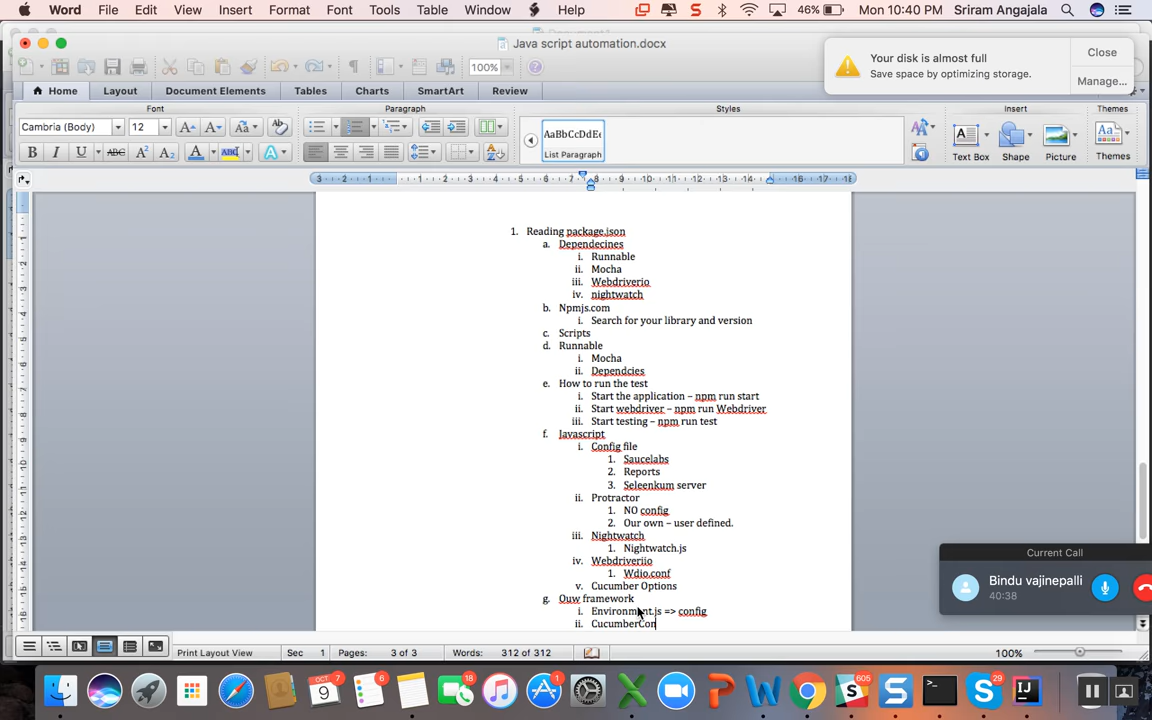 Word File Edit View Insert Format Font Tools Table Window Help 46% Mon 10:40 PM Sriram Angajala
Java script automation.docx
Your disk is almost full
Save space by optimizing storage.
Close
Manage...
100%
Home Layout Document Elements Tables Charts SmartArt Review
Font Paragraph Styles Insert Themes
Cambria (Body) 12
AaBbCcDdEe
List Paragraph
Text Box Shape Picture Themes
1. Reading package.json
a. Dependecines
i. Runnable
ii. Mocha
iii. Webdriverio
iv. nightwatch
b. Npmjs.com
i. Search for your library and version
c. Scripts
d. Runnable
i. Mocha
ii. Dependcies
e. How to run the test
i. Start the application – npm run start
ii. Start webdriver – npm run Webdriver
iii. Start testing – npm run test
f. Javascript
i. Config file
1. Saucelabs
2. Reports
3. Seleenkum server
ii. Protractor
1. NO config
2. Our own – user defined.
iii. Nightwatch
1. Nightwatch.js
iv. Webdriveriio
1. Wdio.conf
v. Cucumber Options
g. Ouw framework
i. Environment.js => config
ii. CucumberCon
Current Call
Bindu vajinepalli
40:38
Print Layout View Sec 1 Pages: 3 of 3 Words: 312 of 312 100%